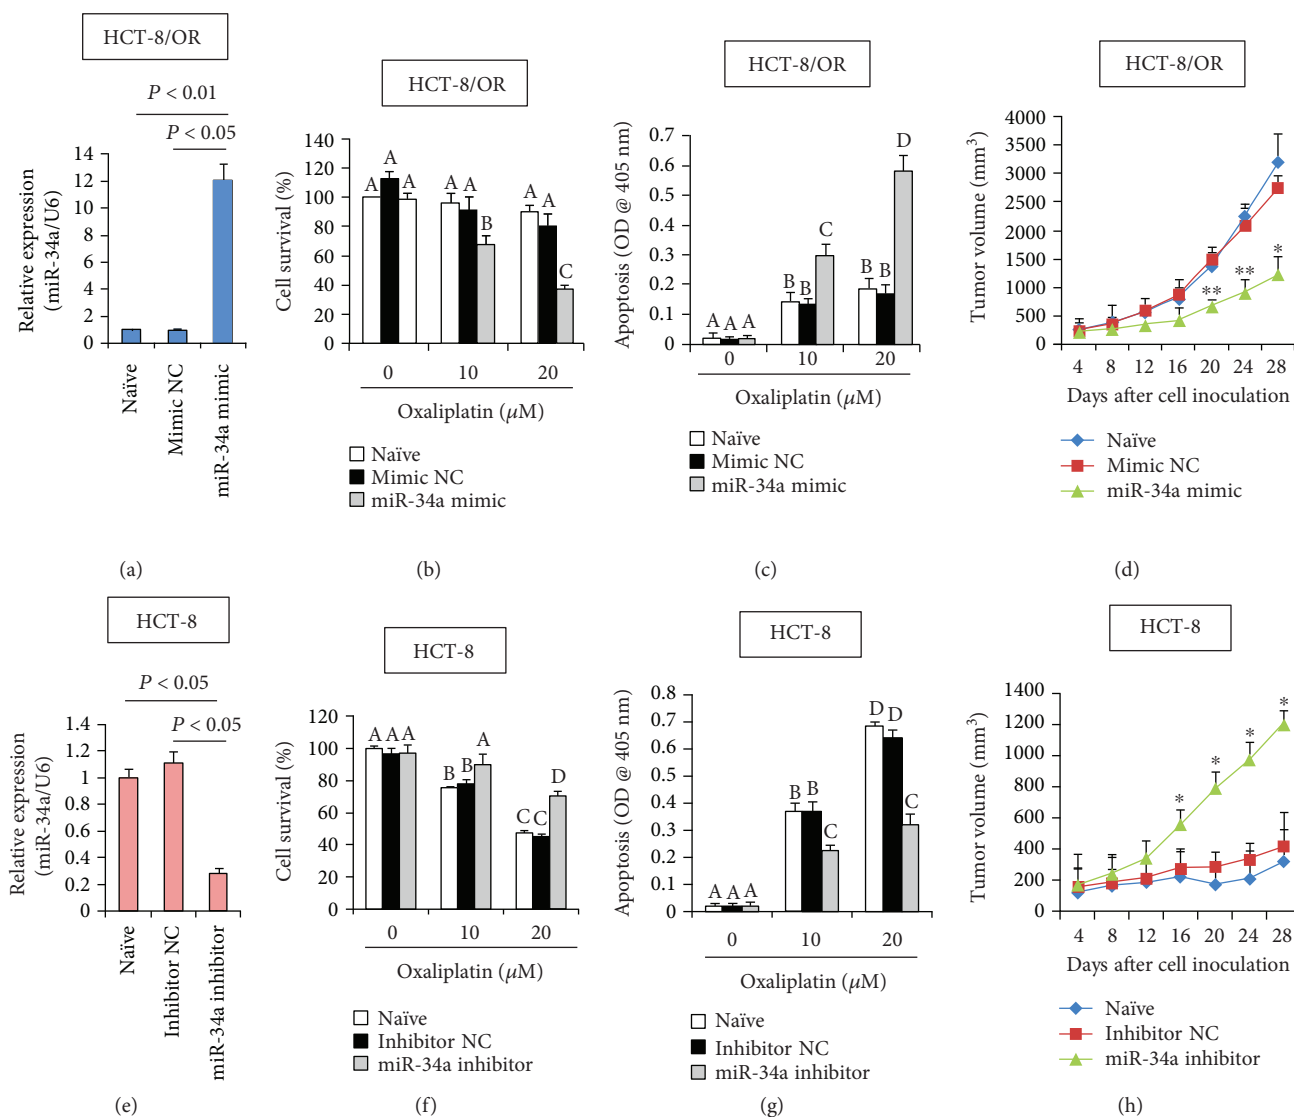 HCT-8/OR
P < 0.01
P < 0.05
Relative expression
(miR-34a/U6)
14
12
10
8
6
4
2
0
Naïve
Mimic NC
miR-34a mimic
(a)
HCT-8/OR
Cell survival (%)
140
120
100
80
60
40
20
0
A A A
A A B
A A C
0 10 20
Oxaliplatin (μM)
Naïve
Mimic NC
miR-34a mimic
(b)
HCT-8/OR
Apoptosis (OD @ 405 nm)
0.7
0.6
0.5
0.4
0.3
0.2
0.1
0
A A A
B B C
B B D
0 10 20
Oxaliplatin (μM)
Naïve
Mimic NC
miR-34a mimic
(c)
HCT-8/OR
Tumor volume (mm³)
4000
3500
3000
2500
2000
1500
1000
500
0
** ** *
4 8 12 16 20 24 28
Days after cell inoculation
Naïve
Mimic NC
miR-34a mimic
(d)
HCT-8
P < 0.05
P < 0.05
Relative expression
(miR-34a/U6)
1.4
1.2
1
0.8
0.6
0.4
0.2
0
Naïve
Inhibitor NC
miR-34a inhibitor
(e)
HCT-8
Cell survival (%)
120
100
80
60
40
20
0
A A A
B B A
C C D
0 10 20
Oxaliplatin (μM)
Naïve
Inhibitor NC
miR-34a inhibitor
(f)
HCT-8
Apoptosis (OD @ 405 nm)
0.8
0.7
0.6
0.5
0.4
0.3
0.2
0.1
0
A A A
B B C
D D C
0 10 20
Oxaliplatin (μM)
Naïve
Inhibitor NC
miR-34a inhibitor
(g)
HCT-8
Tumor volume (mm³)
1400
1200
1000
800
600
400
200
0
* * * *
4 8 12 16 20 24 28
Days after cell inoculation
Naïve
Inhibitor NC
miR-34a inhibitor
(h)